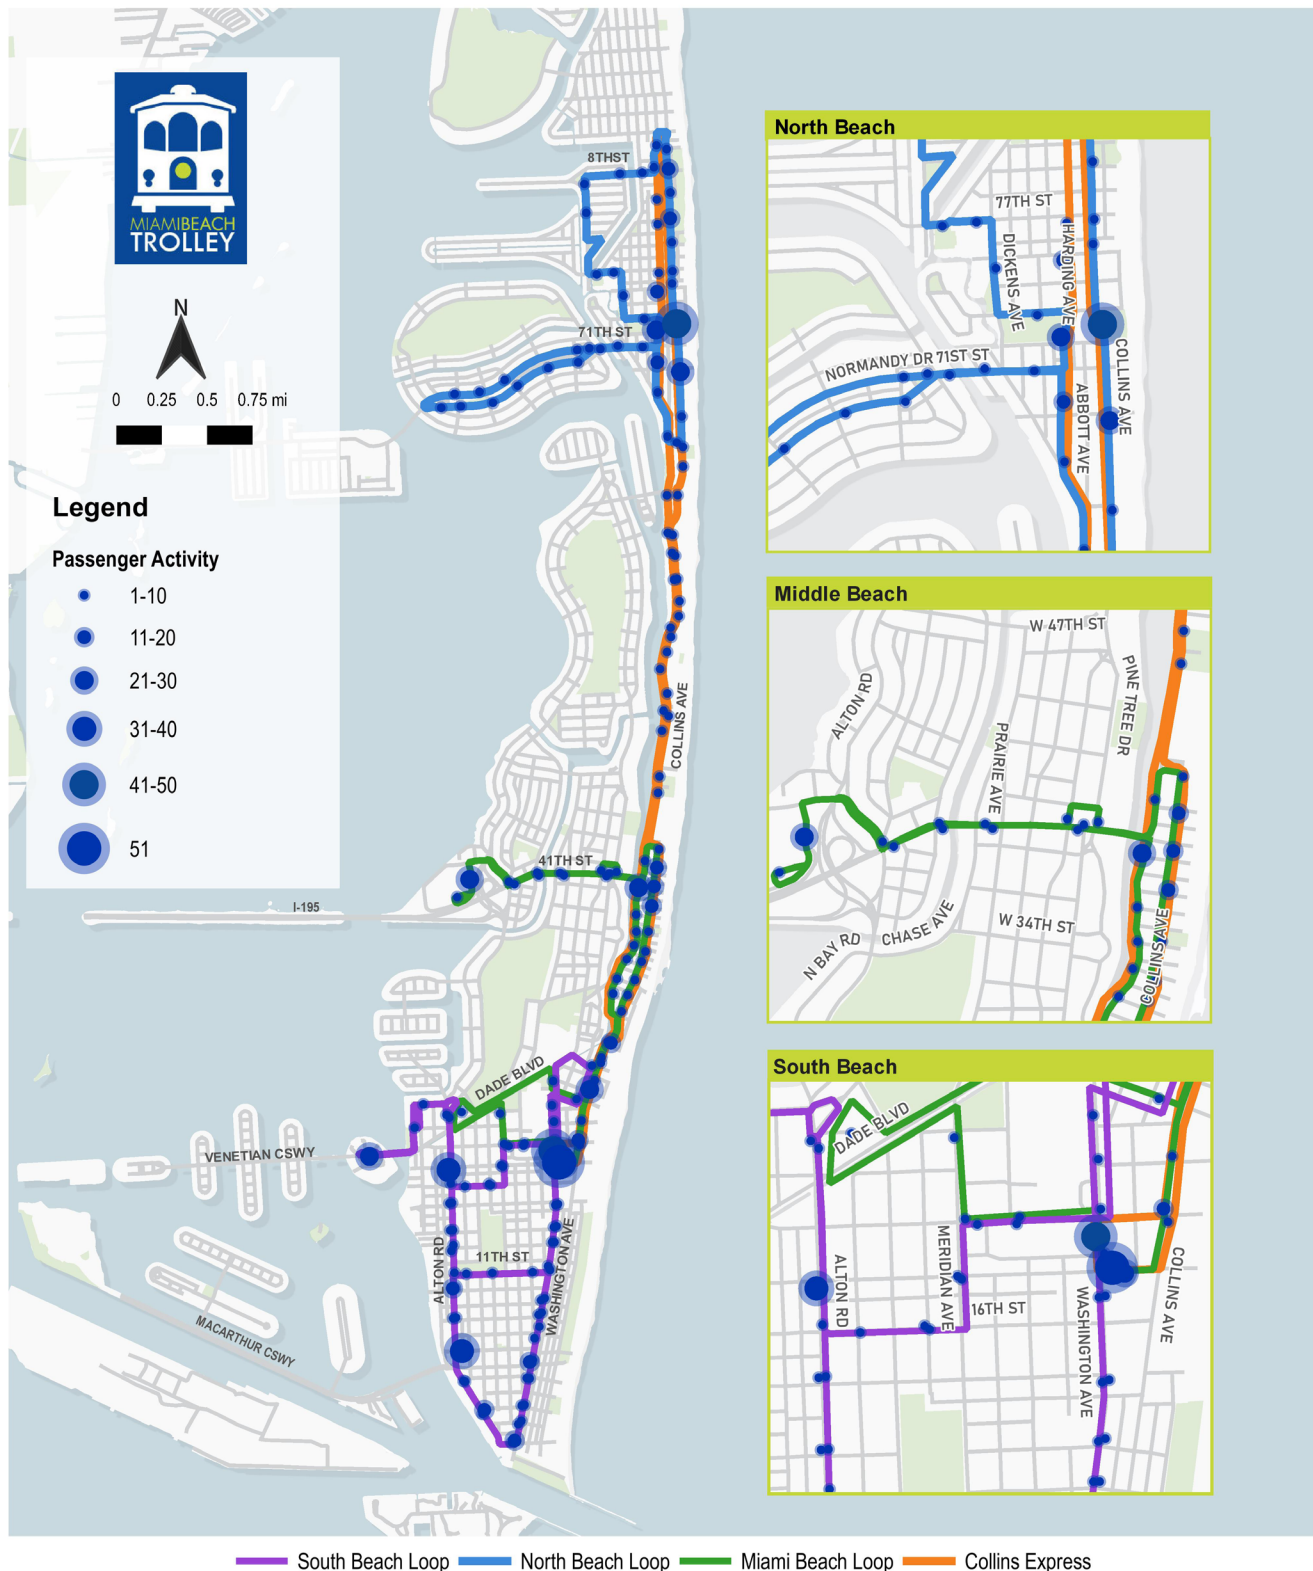 MIAMIBEACH
TROLLEY
N
0 0.25 0.5 0.75 mi
Legend
Passenger Activity
1-10
11-20
21-30
31-40
41-50
51
8THST
71TH ST
COLLINS AVE
41TH ST
I-195
DADE BLVD
VENETIAN CSWY
ALTON RD
11TH ST
WASHINGTON AVE
MACARTHUR CSWY
North Beach
77TH ST
DICKENS AVE
HARDING AVE
NORMANDY DR 71ST ST
COLLINS AVE
ABBOTT AVE
Middle Beach
W 47TH ST
ALTON RD
PINE TREE DR
PRAIRIE AVE
W 34TH ST
CHASE AVE
N BAY RD
COLLINS AVE
South Beach
DADE BLVD
ALTON RD
MERIDIAN AVE
16TH ST
WASHINGTON AVE
COLLINS AVE
South Beach Loop North Beach Loop Miami Beach Loop Collins Express